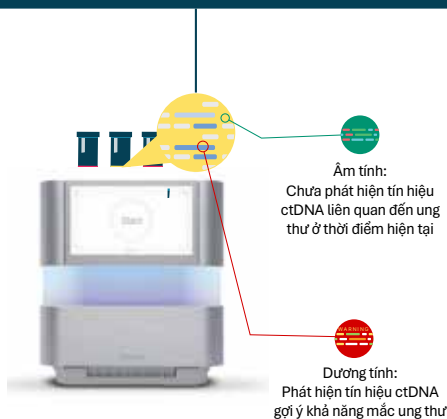 Start
WARNING
Âm tính:
Chưa phát hiện tín hiệu
ctDNA liên quan đến ung
thư ở thời điểm hiện tại
Dương tính:
Phát hiện tín hiệu ctDNA
gợi ý khả năng mắc ung thư